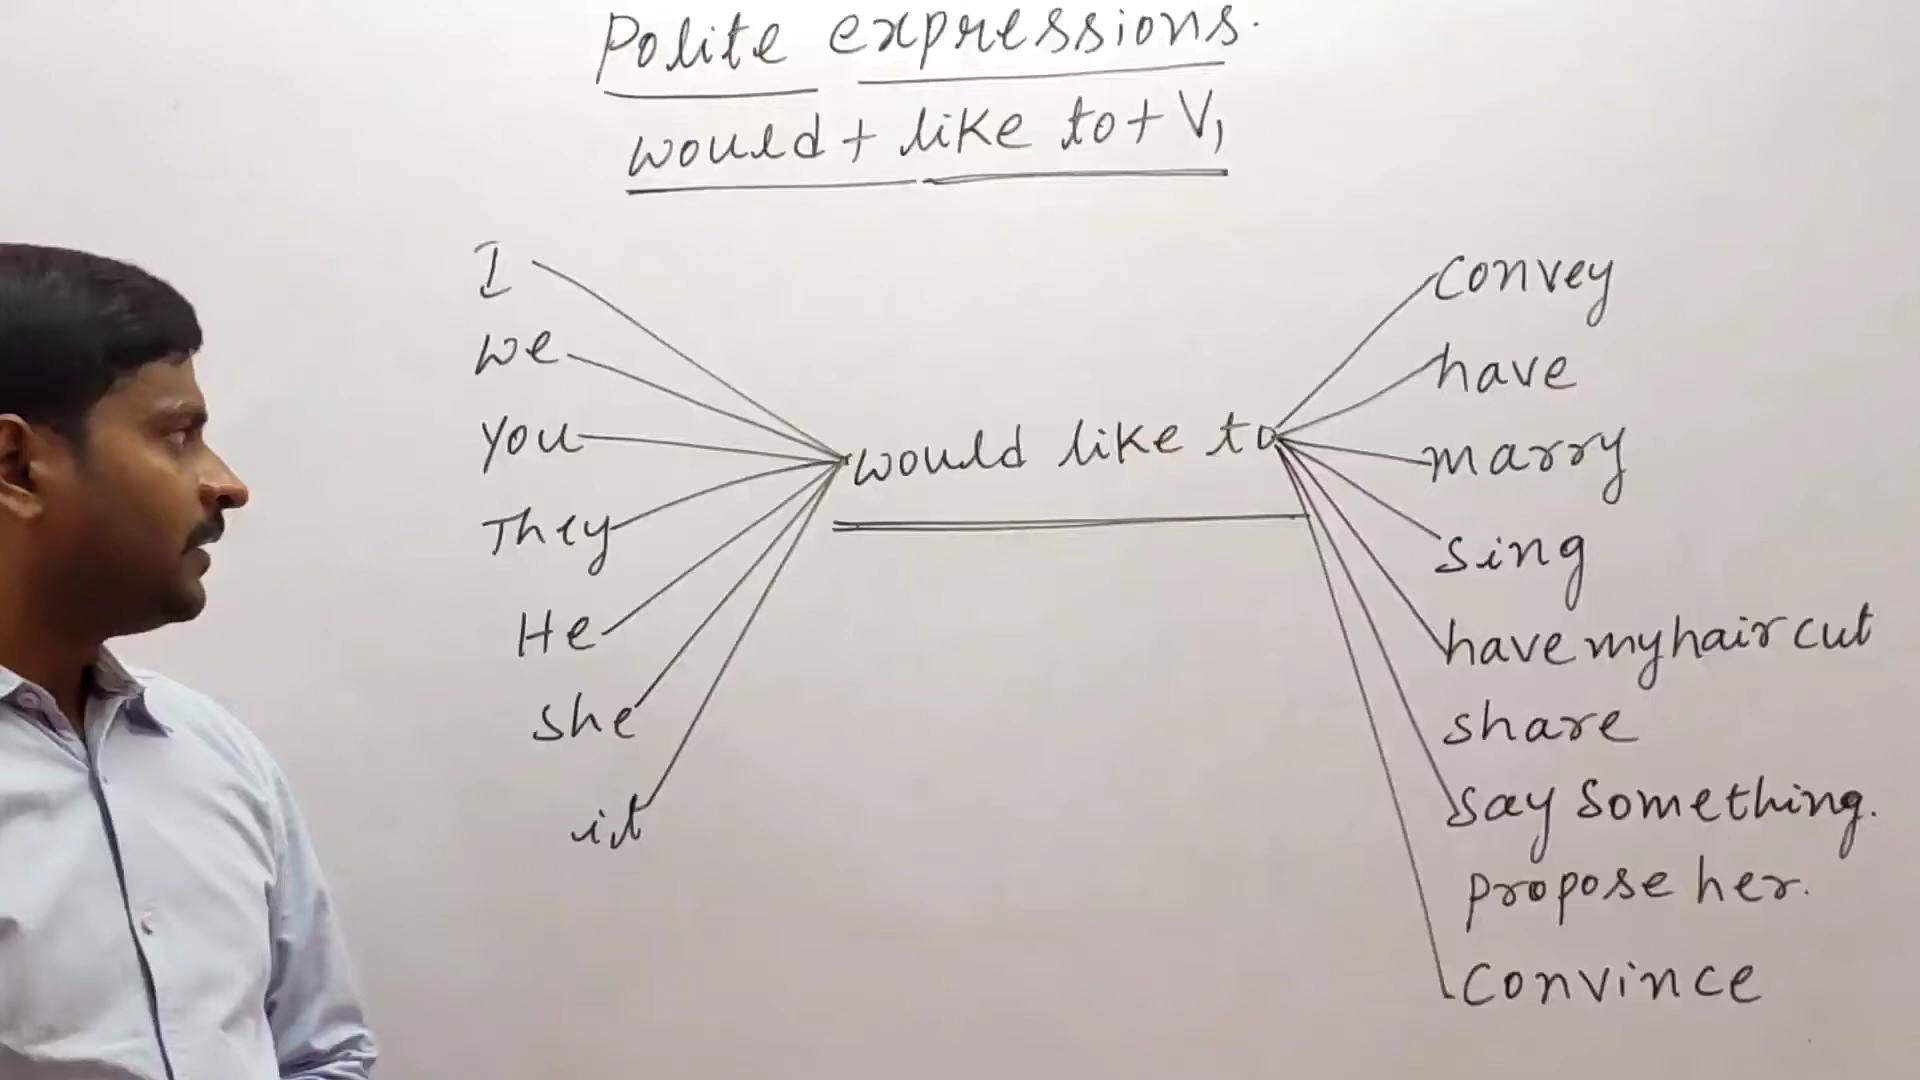 Polite expressions.
would + like to + V1
I
we
You
They
He
she
it
would like to
convey
have
marry
sing
have my hair cut
share
say something.
propose her.
convince